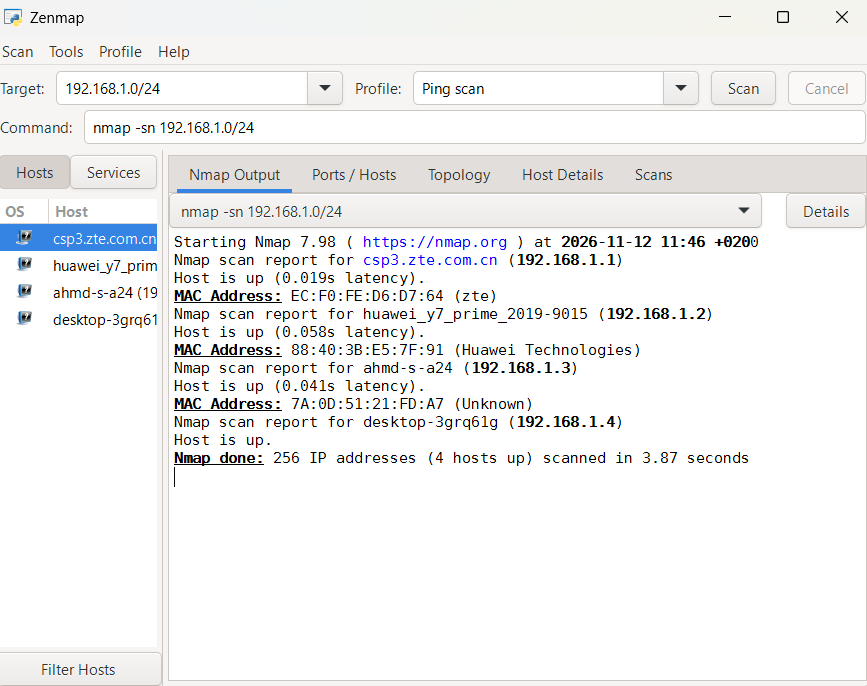 Zenmap
Scan Tools Profile Help
Target: 192.168.1.0/24 Profile: Ping scan Scan Cancel
Command: nmap -sn 192.168.1.0/24
Hosts Services
Nmap Output Ports / Hosts Topology Host Details Scans
OS Host
csp3.zte.com.cn
huawei_y7_prim
ahmd-s-a24 (19
desktop-3grq61
nmap -sn 192.168.1.0/24 Details
Starting Nmap 7.98 ( https://nmap.org ) at 2026-11-12 11:46 +0200
Nmap scan report for csp3.zte.com.cn (192.168.1.1)
Host is up (0.019s latency).
MAC Address: EC:F0:FE:D6:D7:64 (zte)
Nmap scan report for huawei_y7_prime_2019-9015 (192.168.1.2)
Host is up (0.058s latency).
MAC Address: 88:40:3B:E5:7F:91 (Huawei Technologies)
Nmap scan report for ahmd-s-a24 (192.168.1.3)
Host is up (0.041s latency).
MAC Address: 7A:0D:51:21:FD:A7 (Unknown)
Nmap scan report for desktop-3grq61g (192.168.1.4)
Host is up.
Nmap done: 256 IP addresses (4 hosts up) scanned in 3.87 seconds
Filter Hosts